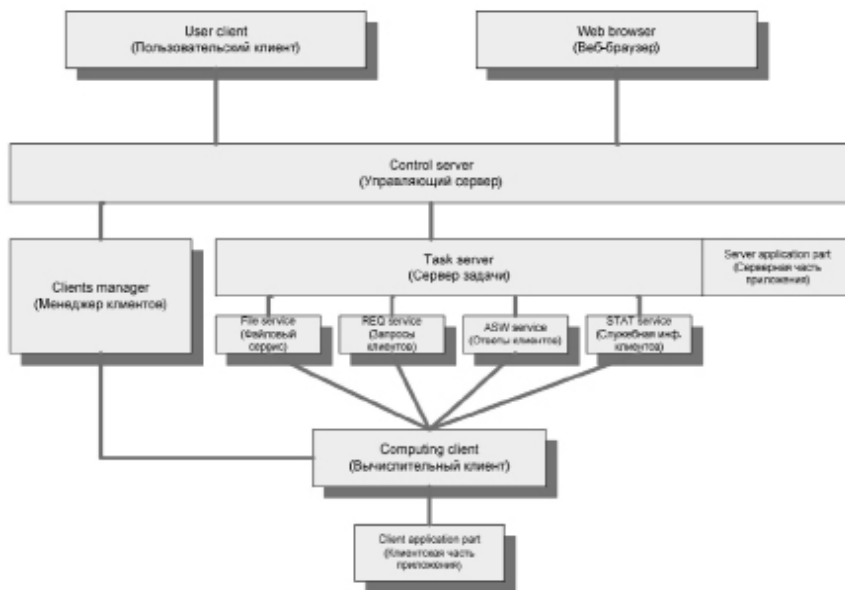 User client
(Пользовательский клиент)
Web browser
(Веб-браузер)
Control server
(Управляющий сервер)
Clients manager
(Менеджер клиентов)
Task server
(Сервер задачи)
Server application part
(Серверная часть
приложения)
File service
(Файловый
сервис)
REQ service
(Запросы
клиентов)
ASW service
(Ответы клиентов)
STAT service
(Служебная инф.
клиентов)
Computing client
(Вычислительный клиент)
Client application part
(Клиентская часть
приложения)